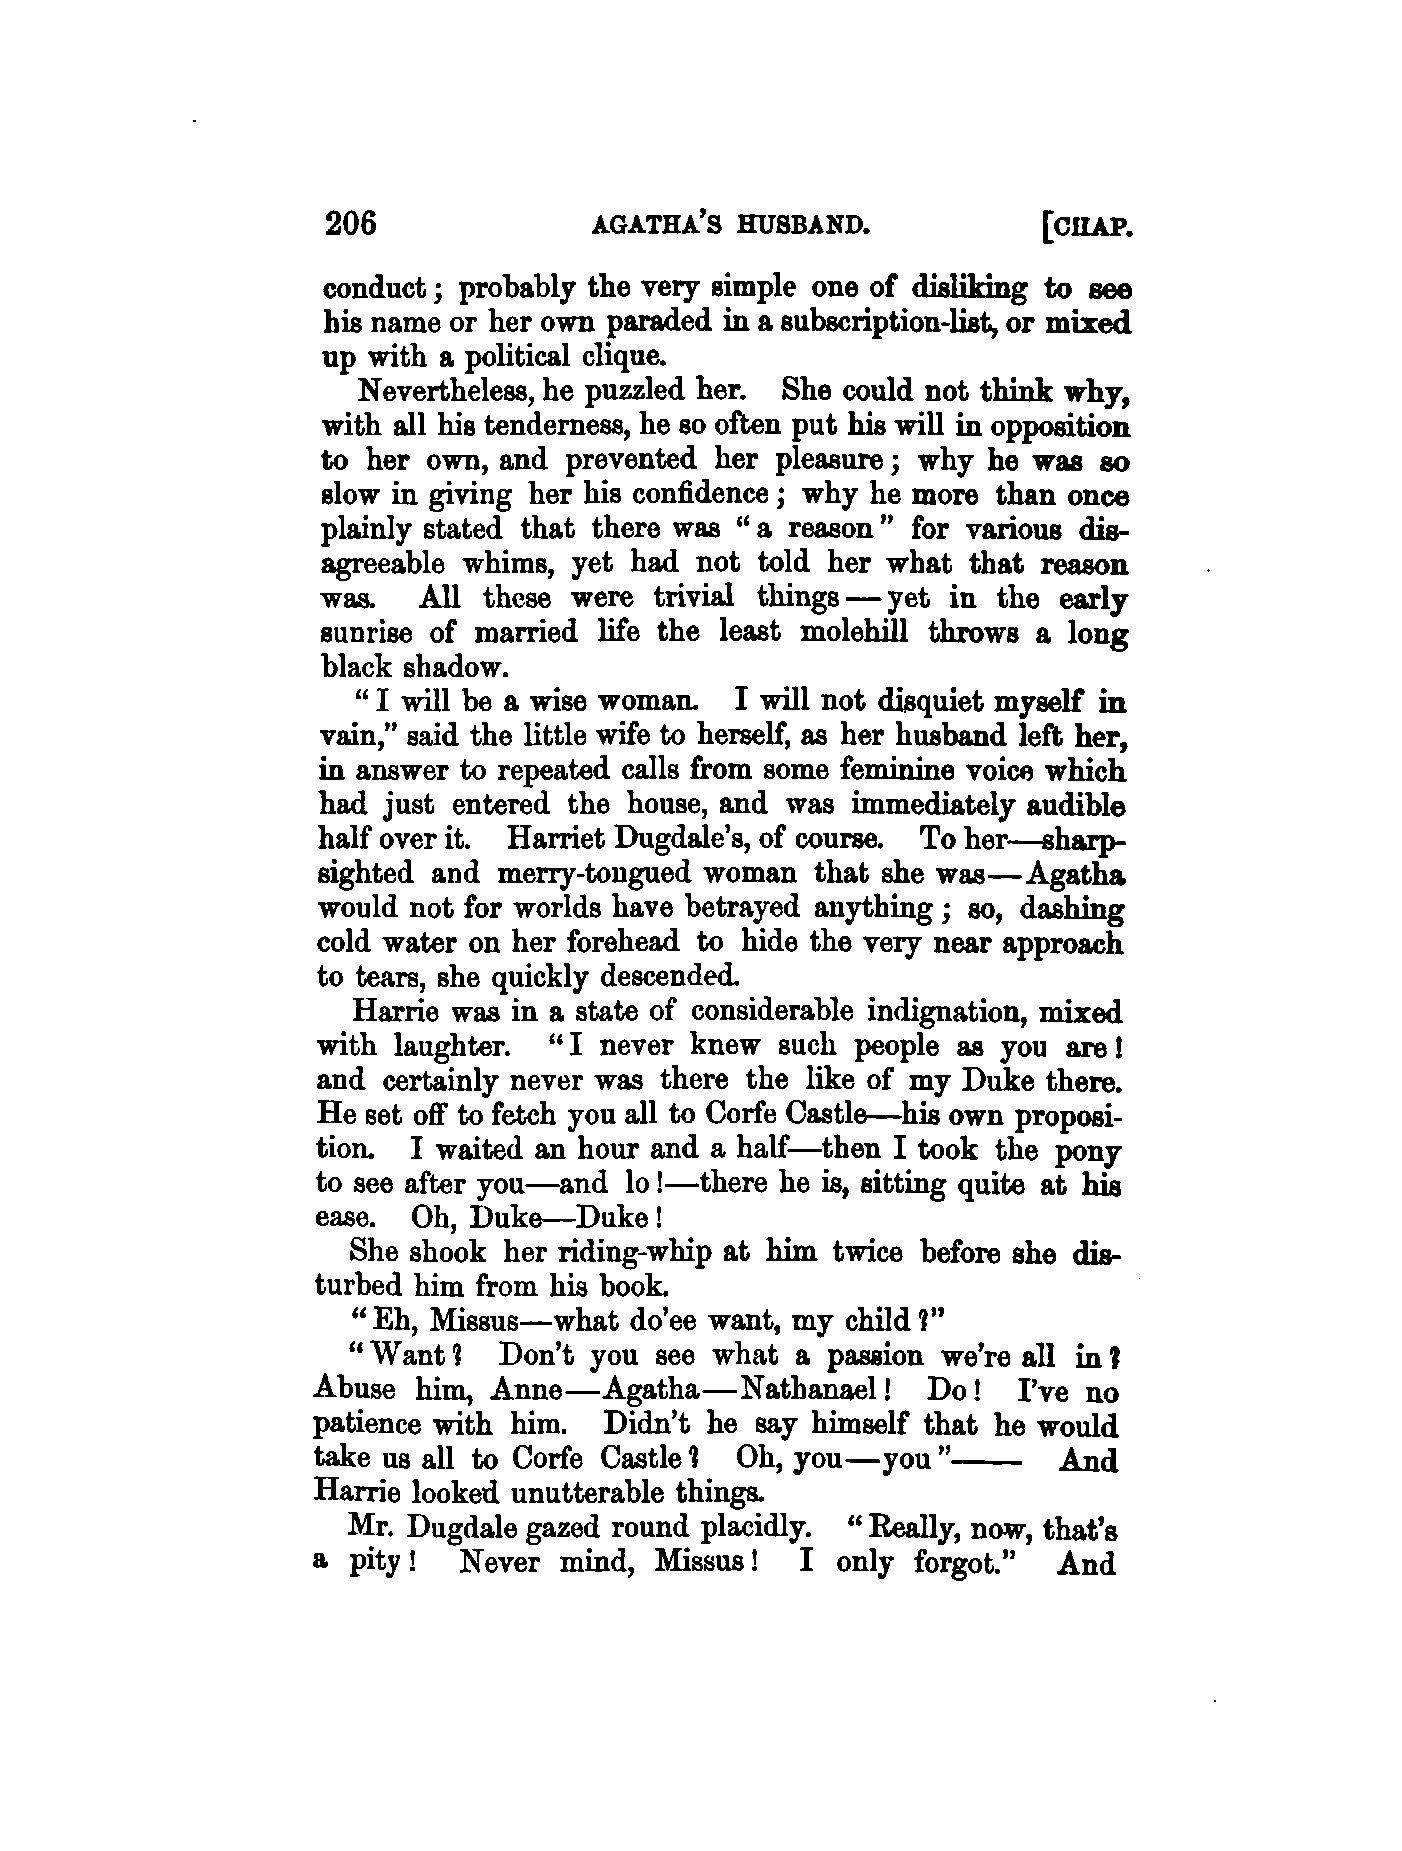 206 AGATHA'S HUSBAND. [CHAP.
conduct; probably the very simple one of disliking to see
his name or her own paraded in a subscription-list, or mixed
up with a political clique.
Nevertheless, he puzzled her. She could not think why,
with all his tenderness, he so often put his will in opposition
to her own, and prevented her pleasure; why he was so
slow in giving her his confidence; why he more than once
plainly stated that there was "a reason" for various dis-
agreeable whims, yet had not told her what that reason
was. All these were trivial things—yet in the early
sunrise of married life the least molehill throws a long
black shadow.
"I will be a wise woman. I will not disquiet myself in
vain," said the little wife to herself, as her husband left her,
in answer to repeated calls from some feminine voice which
had just entered the house, and was immediately audible
half over it. Harriet Dugdale's, of course. To her—sharp-
sighted and merry-tongued woman that she was—Agatha
would not for worlds have betrayed anything; so, dashing
cold water on her forehead to hide the very near approach
to tears, she quickly descended.
Harrie was in a state of considerable indignation, mixed
with laughter. "I never knew such people as you are!
and certainly never was there the like of my Duke there.
He set off to fetch you all to Corfe Castle—his own proposi-
tion. I waited an hour and a half—then I took the pony
to see after you—and lo!—there he is, sitting quite at his
ease. Oh, Duke—Duke!
She shook her riding-whip at him twice before she dis-
turbed him from his book.
"Eh, Missus—what do'ee want, my child?"
"Want? Don't you see what a passion we're all in?
Abuse him, Anne—Agatha—Nathanael! Do! I've no
patience with him. Didn't he say himself that he would
take us all to Corfe Castle? Oh, you—you"—— And
Harrie looked unutterable things.
Mr. Dugdale gazed round placidly. "Really, now, that's
a pity! Never mind, Missus! I only forgot." And